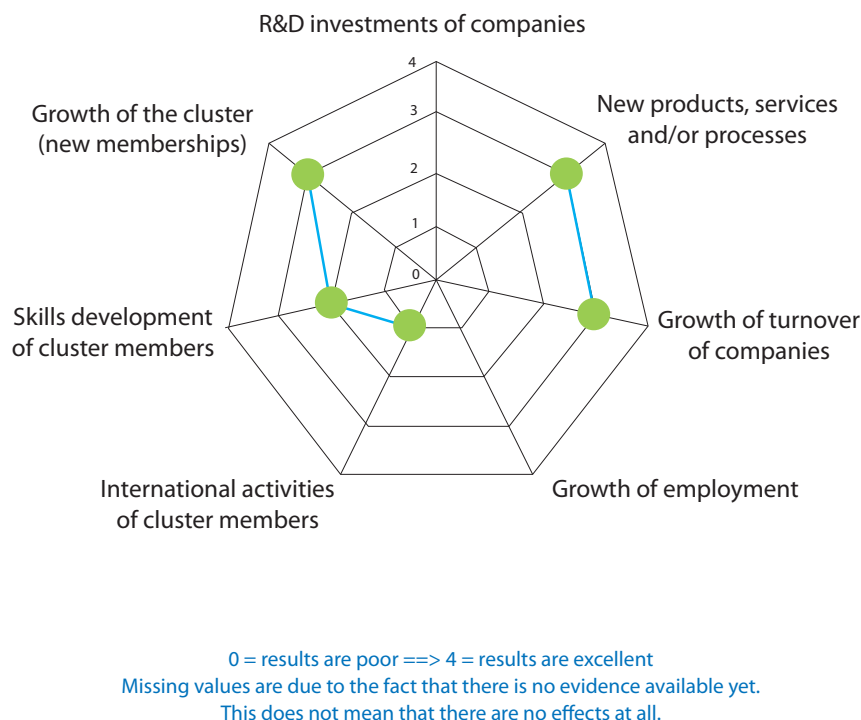 R&D investments of companies
4
Growth of the cluster
(new memberships)
3
New products, services
and/or processes
2
1
0
Skills development
of cluster members
Growth of turnover
of companies
International activities
of cluster members
Growth of employment
0 = results are poor ==> 4 = results are excellent
Missing values are due to the fact that there is no evidence available yet.
This does not mean that there are no effects at all.